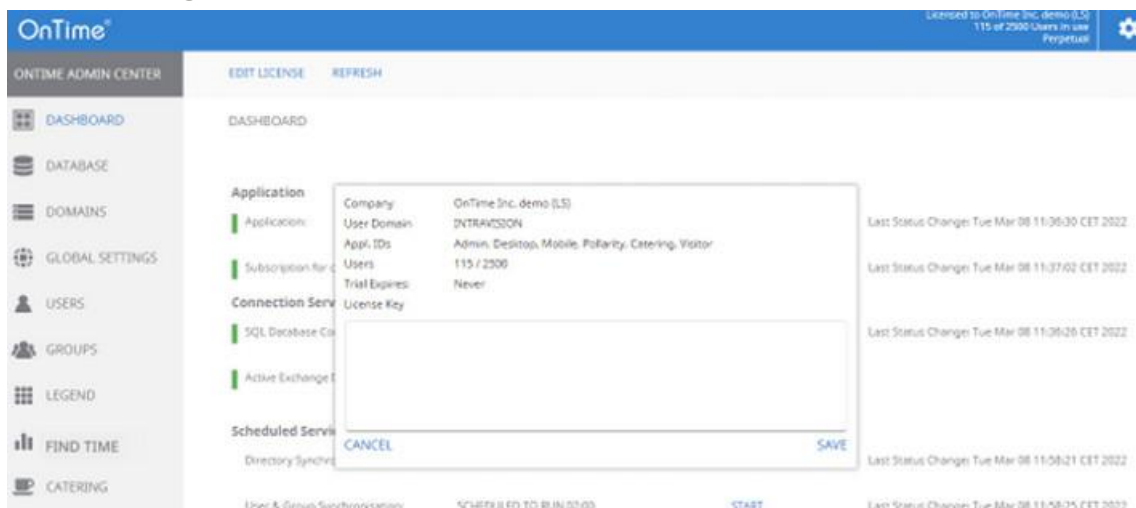 OnTime®
Licensed to OnTime Inc. demo (LS)
115 of 2500 Users in use
Perpetual
ONTIME ADMIN CENTER
EDIT LICENSE REFRESH
DASHBOARD
DATABASE
DOMAINS
GLOBAL SETTINGS
USERS
GROUPS
LEGEND
FIND TIME
CATERING
DASHBOARD
Application
Application:
Last Status Change: Tue Mar 08 11:36:30 CET 2022
Subscription for
Last Status Change: Tue Mar 08 11:37:02 CET 2022
Connection Serv
SQL Database Co
Last Status Change: Tue Mar 08 11:36:26 CET 2022
Active Exchange
Scheduled Servi
Directory Synchro
Last Status Change: Tue Mar 08 11:58:21 CET 2022
User & Group Synchronisation: SCHEDULED TO RUN 02:00 START Last Status Change: Tue Mar 08 11:58:25 CET 2022
Company OnTime Inc. demo (LS)
User Domain INTRAVISION
Appl. IDs Admin, Desktop, Mobile, Pollarity, Catering, Visitor
Users 115 / 2500
Trial Expires: Never
License Key
CANCEL SAVE